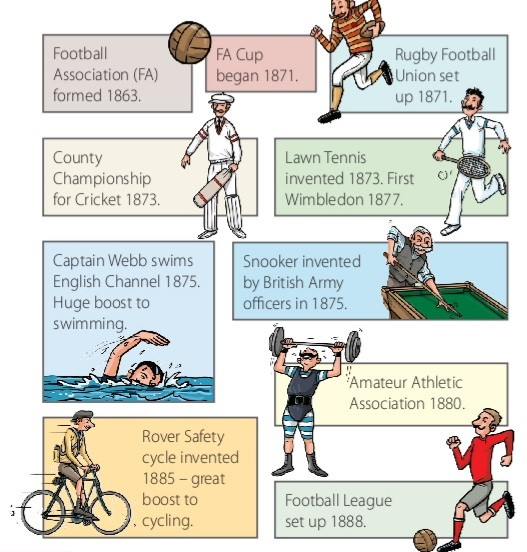 Football
Association (FA)
formed 1863.
FA Cup
began 1871.
Rugby Football
Union set
up 1871.
County
Championship
for Cricket 1873.
Lawn Tennis
invented 1873. First
Wimbledon 1877.
Captain Webb swims
English Channel 1875.
Huge boost to
swimming.
Snooker invented
by British Army
officers in 1875.
Amateur Athletic
Association 1880.
Rover Safety
cycle invented
1885 – great
boost to
cycling.
Football League
set up 1888.